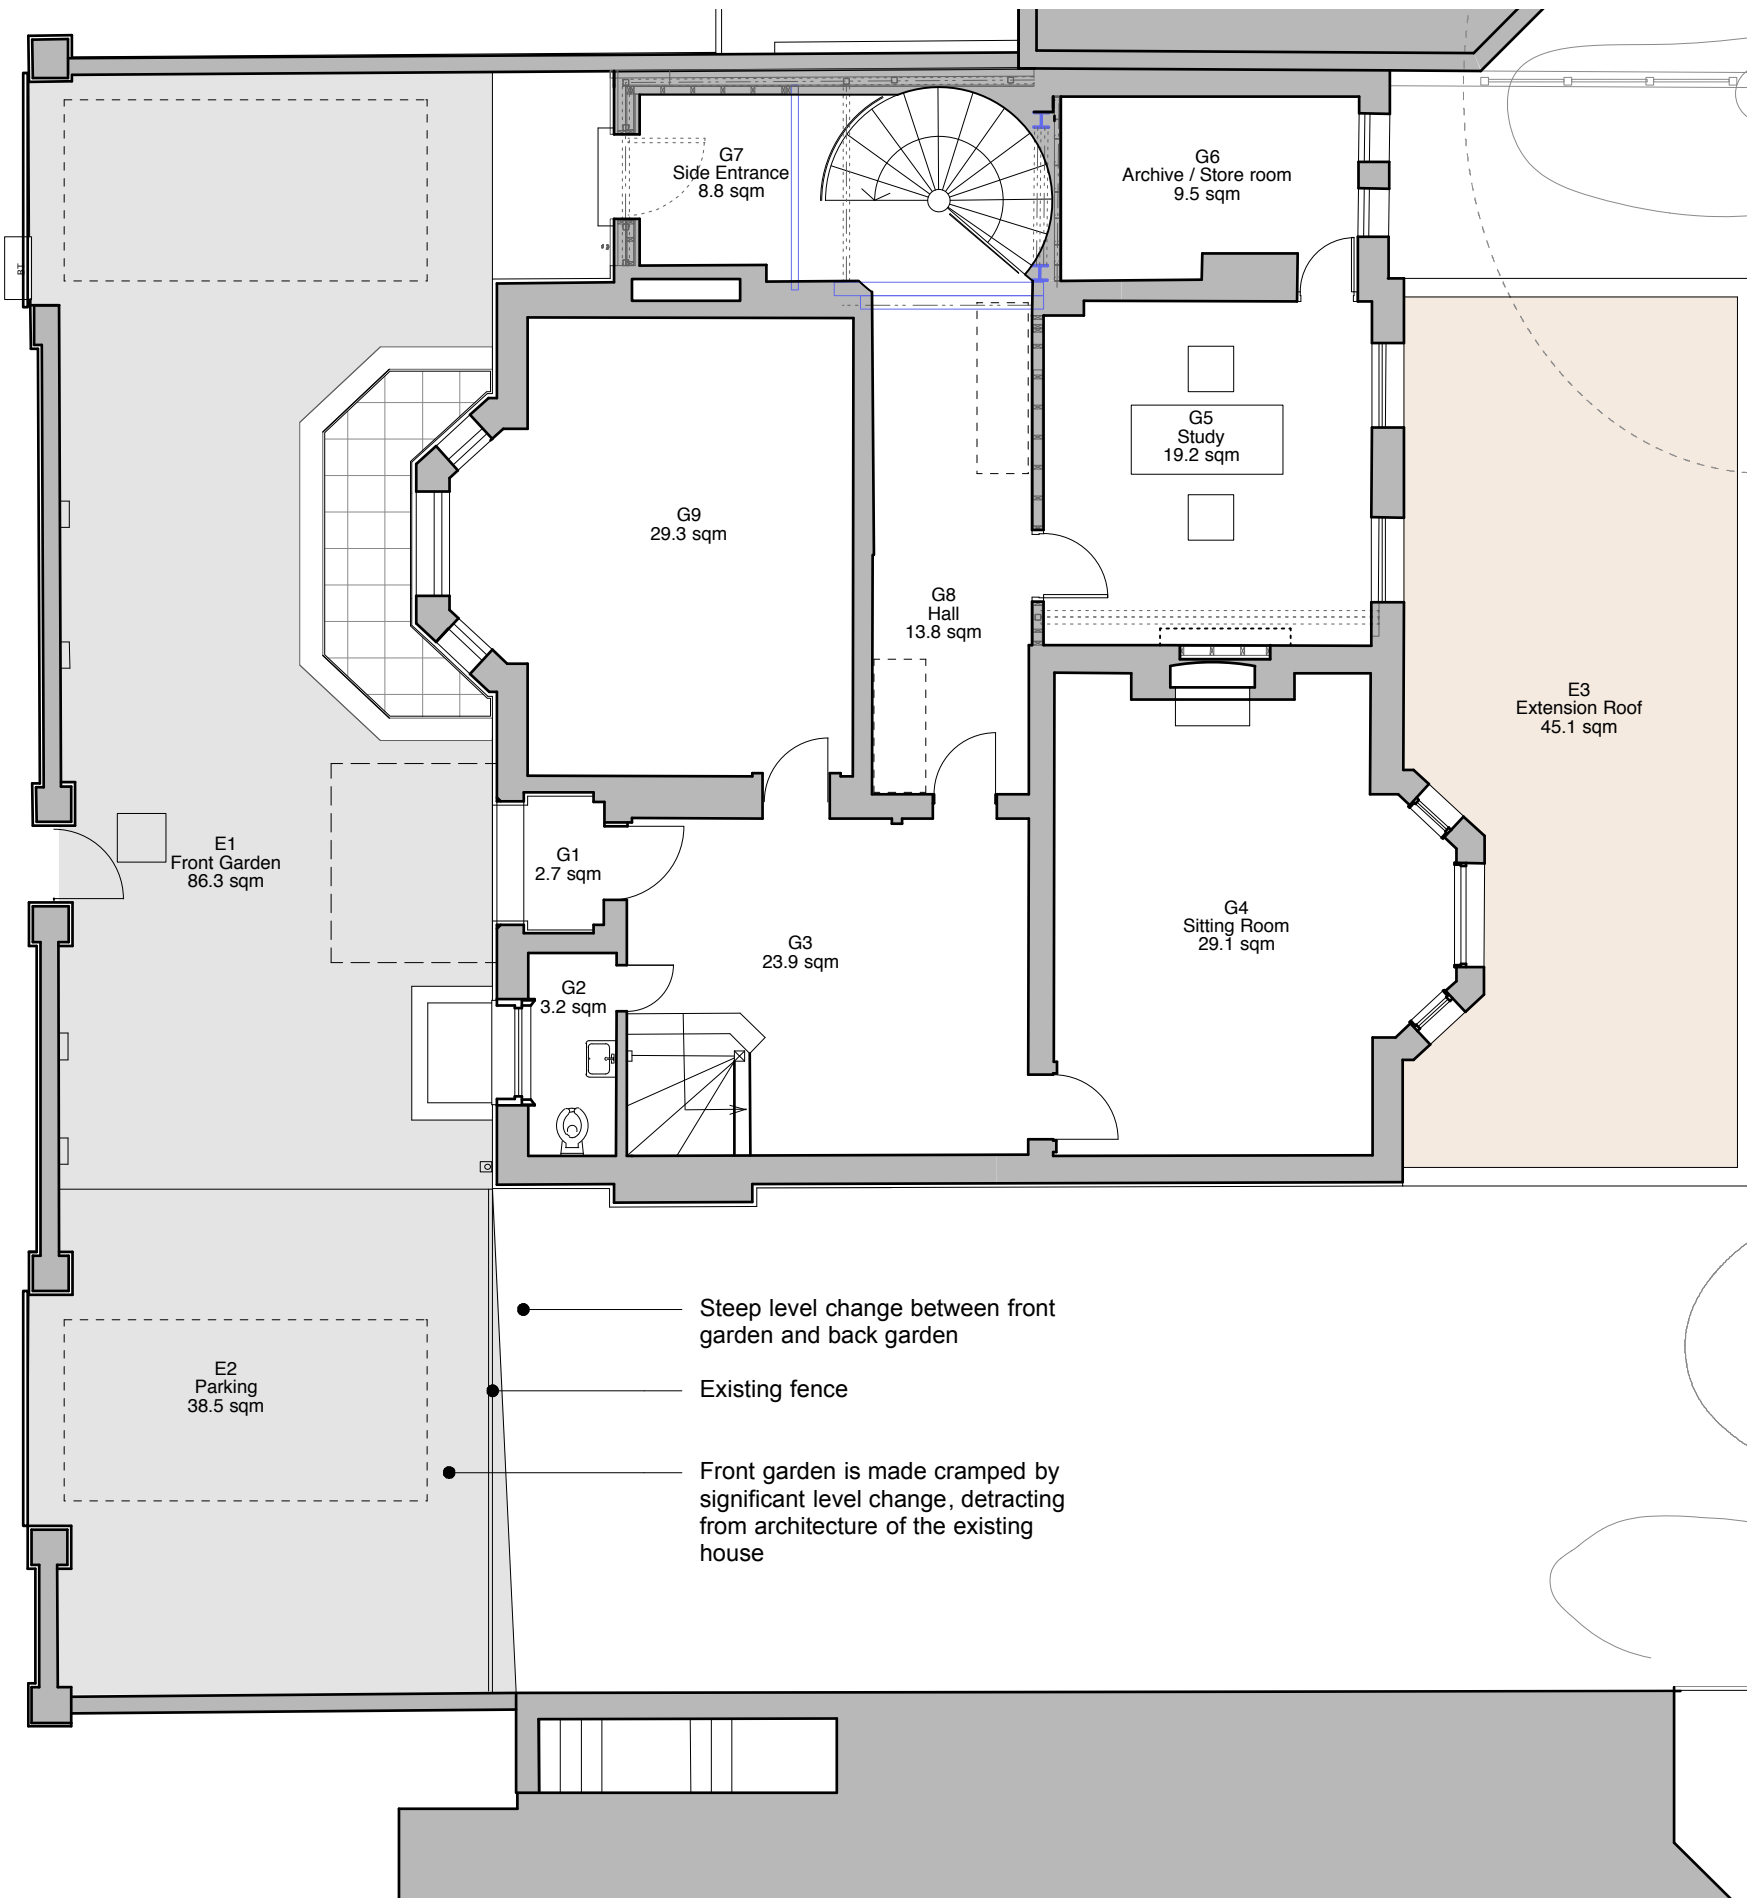 G7
Side Entrance
8.8 sqm
G6
Archive / Store room
9.5 sqm
BT
G5
Study
19.2 sqm
G9
29.3 sqm
G8
Hall
13.8 sqm
E3
Extension Roof
45.1 sqm
E1
Front Garden
86.3 sqm
G1
2.7 sqm
G4
Sitting Room
29.1 sqm
G3
23.9 sqm
G2
3.2 sqm
Steep level change between front
garden and back garden
E2
Parking
38.5 sqm
Existing fence
Front garden is made cramped by
significant level change, detracting
from architecture of the existing
house